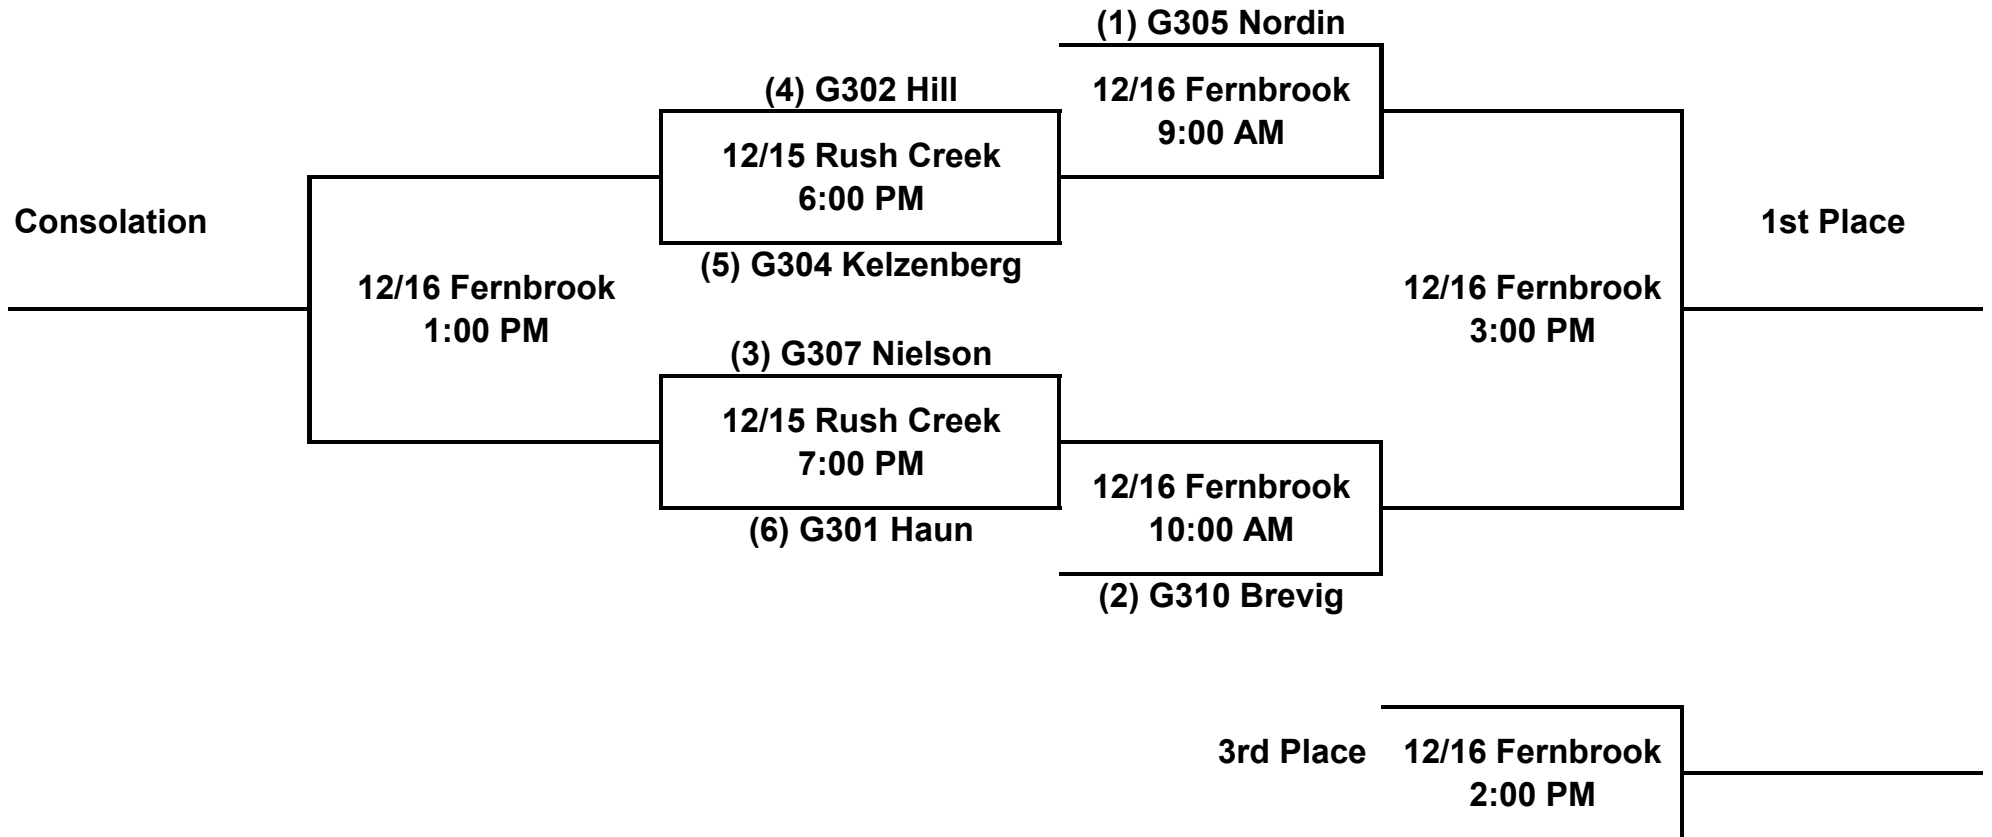 (1) G305 Nordin
(4) G302 Hill
12/16 Fernbrook
9:00 AM
12/15 Rush Creek
6:00 PM
Consolation
1st Place
(5) G304 Kelzenberg
12/16 Fernbrook
1:00 PM
12/16 Fernbrook
3:00 PM
(3) G307 Nielson
12/15 Rush Creek
7:00 PM
12/16 Fernbrook
10:00 AM
(6) G301 Haun
(2) G310 Brevig
3rd Place
12/16 Fernbrook
2:00 PM